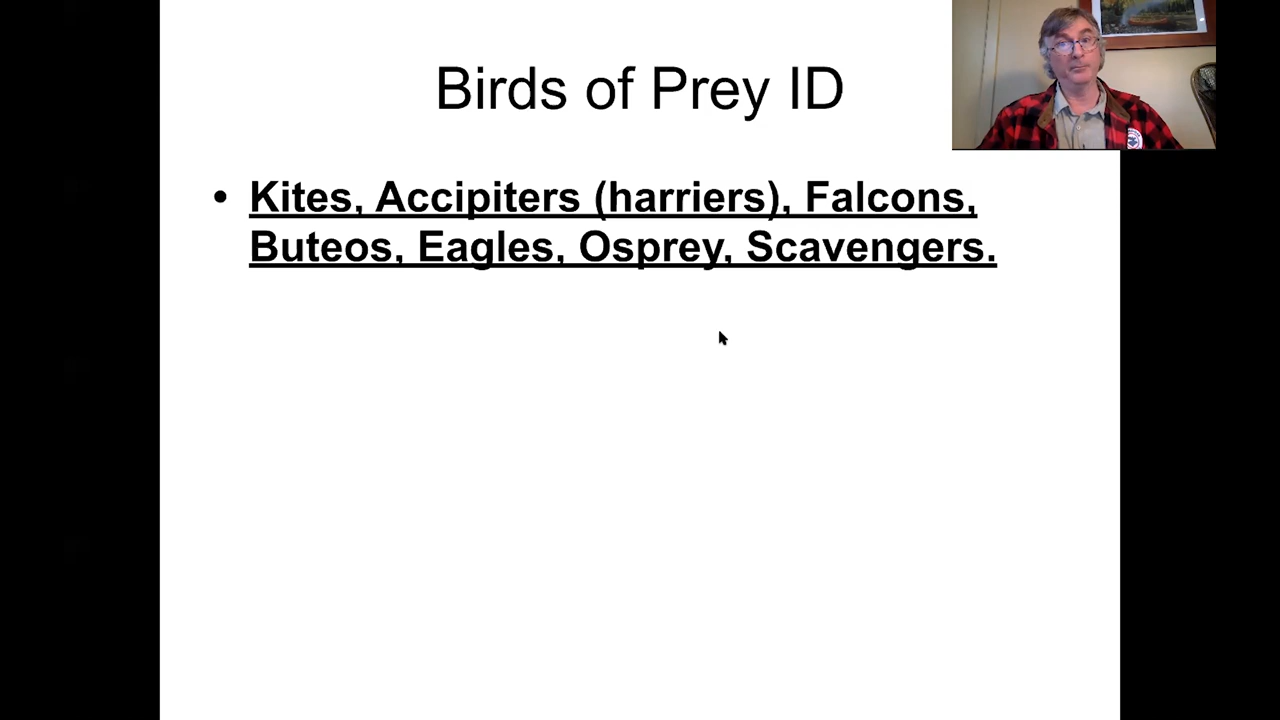 Birds of Prey ID
• Kites, Accipiters (harriers), Falcons,
Buteos, Eagles, Osprey, Scavengers.